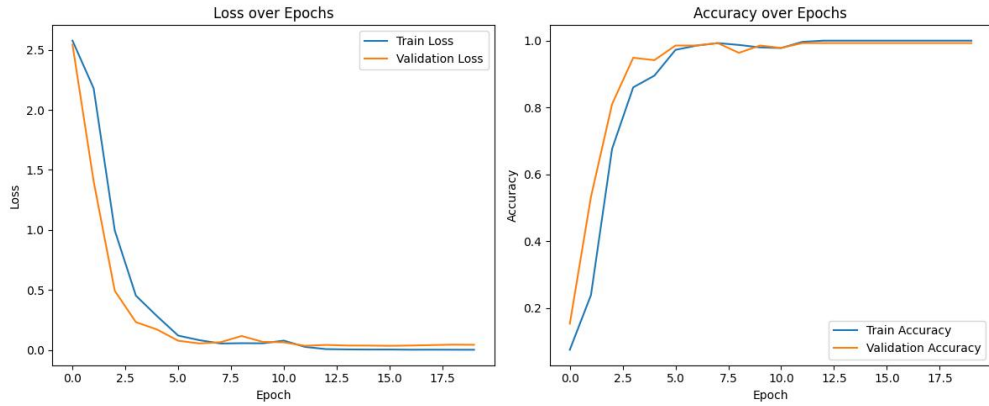 Loss over Epochs
2.5
2.0
1.5
1.0
0.5
0.0
Loss
Train Loss
Validation Loss
0.0 2.5 5.0 7.5 10.0 12.5 15.0 17.5
Epoch
Accuracy over Epochs
1.0
0.8
0.6
0.4
0.2
Accuracy
Train Accuracy
Validation Accuracy
0.0 2.5 5.0 7.5 10.0 12.5 15.0 17.5
Epoch